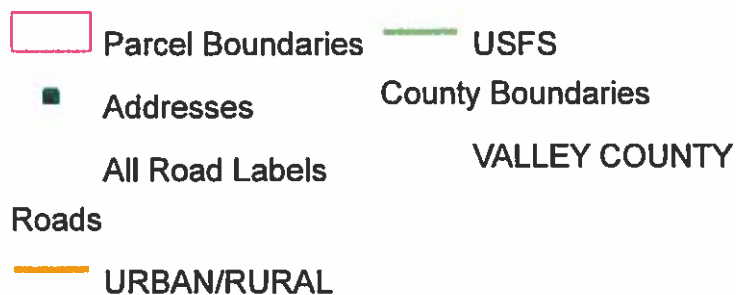 Parcel Boundaries
Addresses
All Road Labels
Roads
URBAN/RURAL
USFS
County Boundaries
VALLEY COUNTY